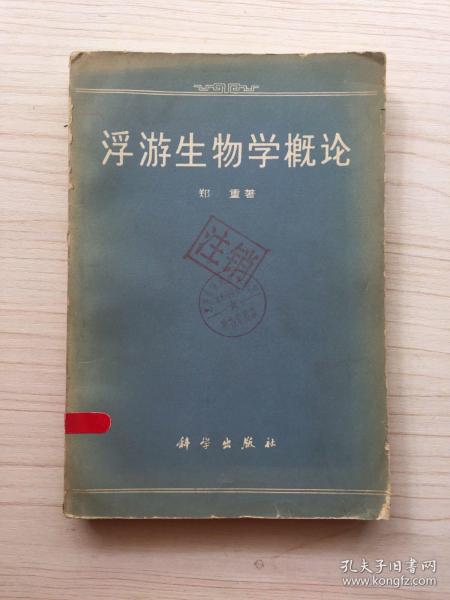 浮游生物学概论
郑 重著
注销
科学出版社
孔夫子旧书网
www.kongfz.com